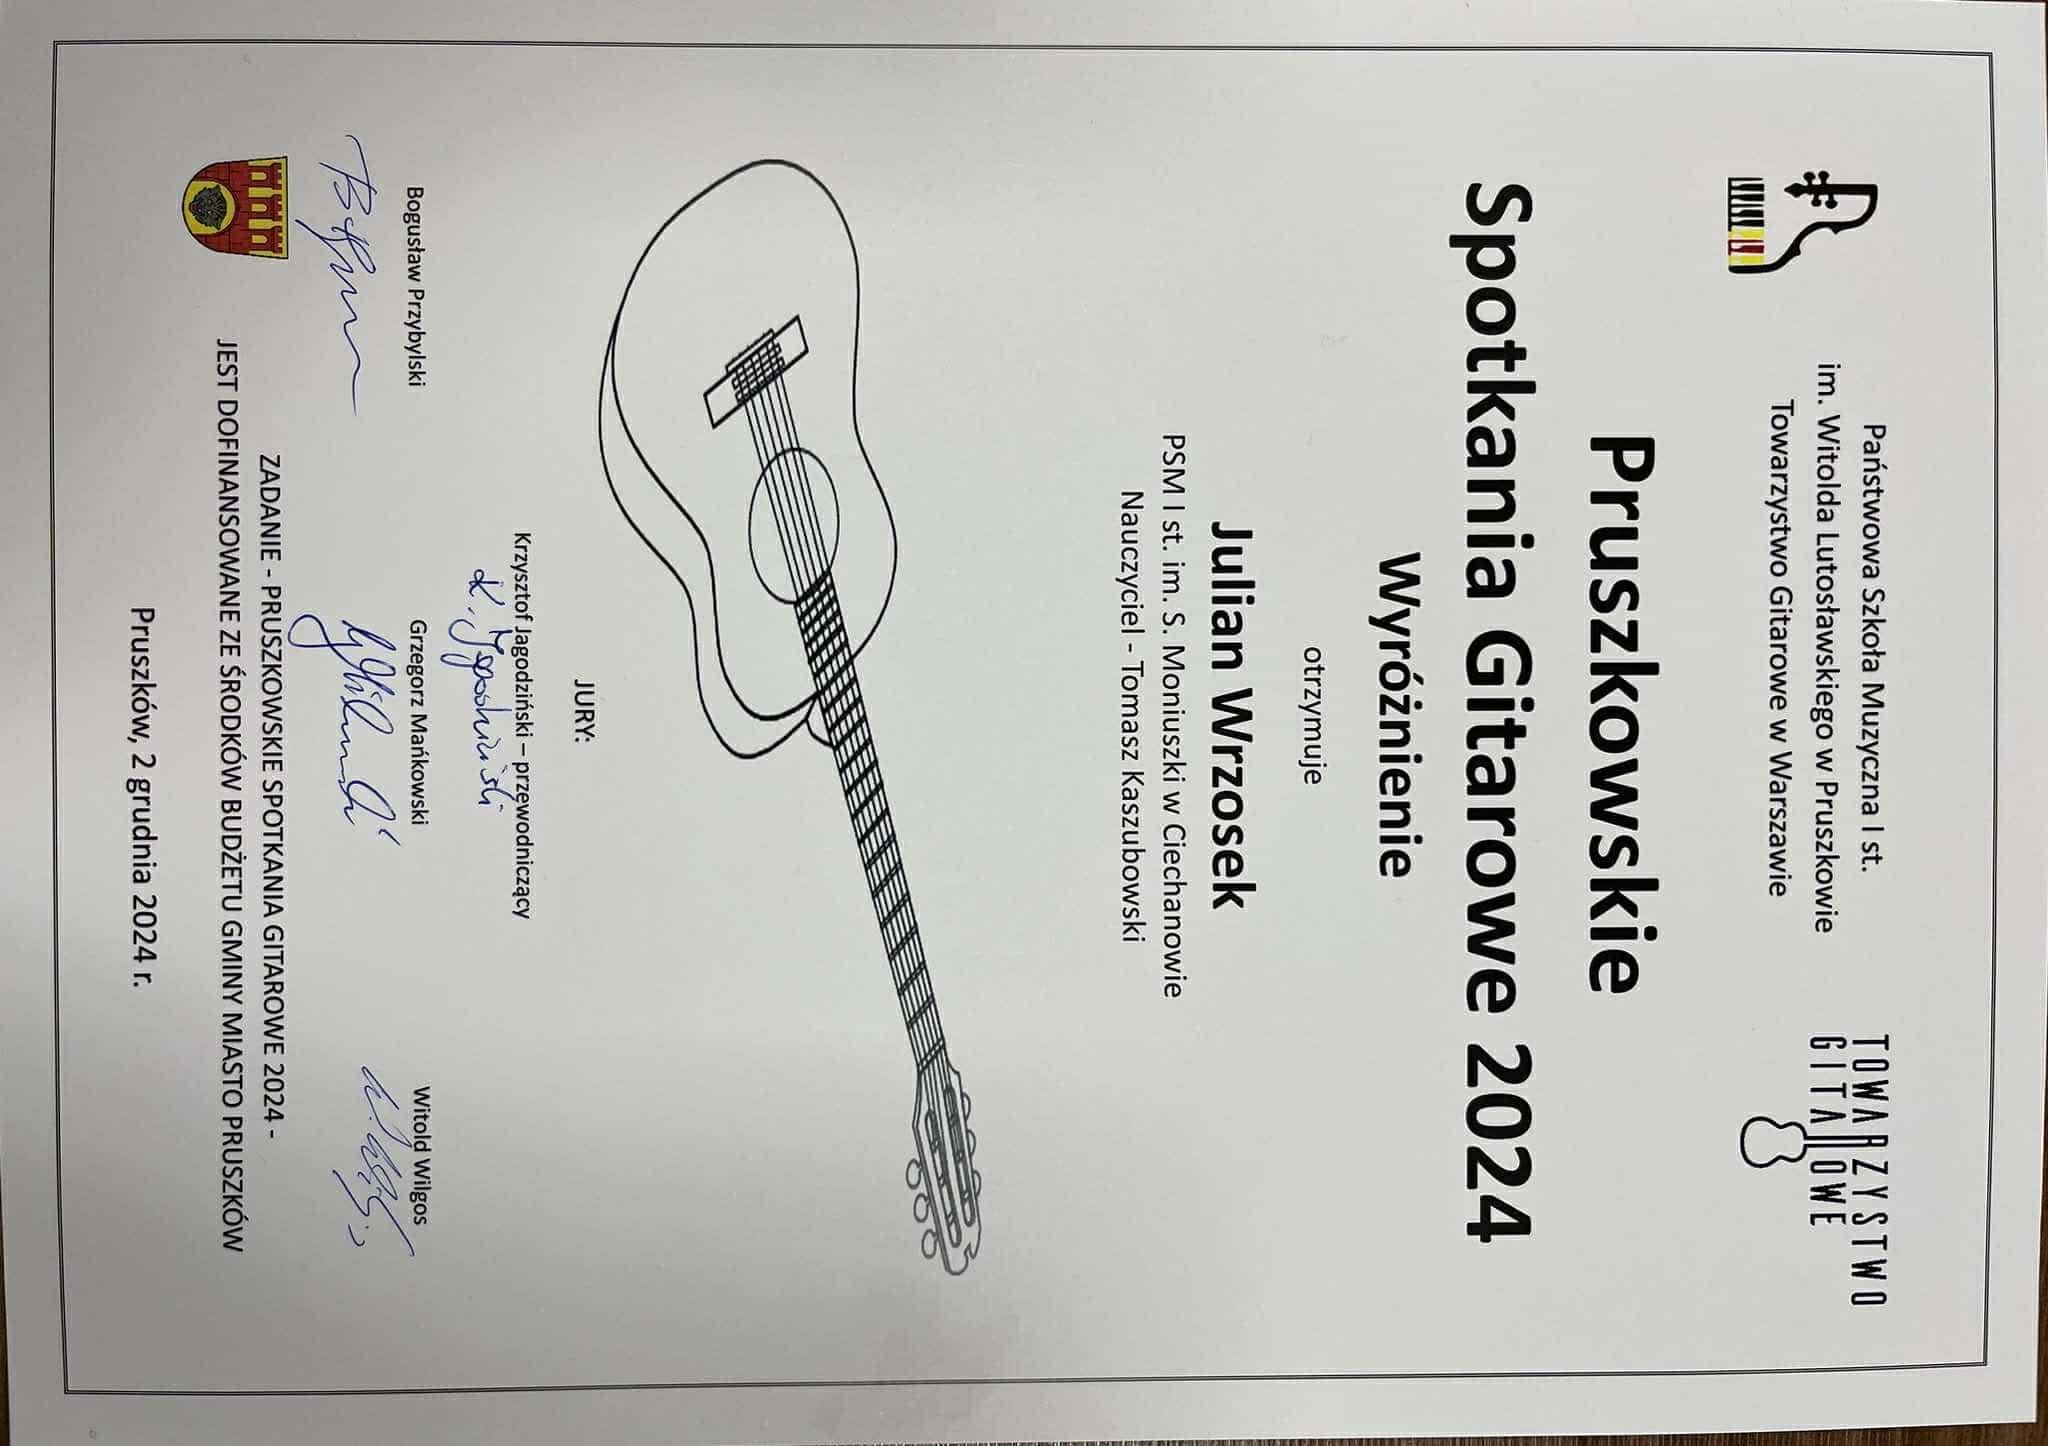 Państwowa Szkoła Muzyczna I st.
im. Witolda Lutosławskiego w Pruszkowie
Towarzystwo Gitarowe w Warszawie
TOWARZYSTWO
GITAROWE
Pruszkowskie
Spotkania Gitarowe 2024
Wyróżnienie
otrzymuje
Julian Wrzosek
PSM I st. im. S. Moniuszki w Ciechanowie
Nauczyciel - Tomasz Kaszubowski
JURY:
Krzysztof Jagodziński – przewodniczący
K. Jagodziński
Bogusław Przybylski
Grzegorz Mańkowski
Witold Wilgos
ZADANIE - PRUSZKOWSKIE SPOTKANIA GITAROWE 2024 -
JEST DOFINANSOWANE ZE ŚRODKÓW BUDŻETU GMINY MIASTO PRUSZKÓW
Pruszków, 2 grudnia 2024 r.